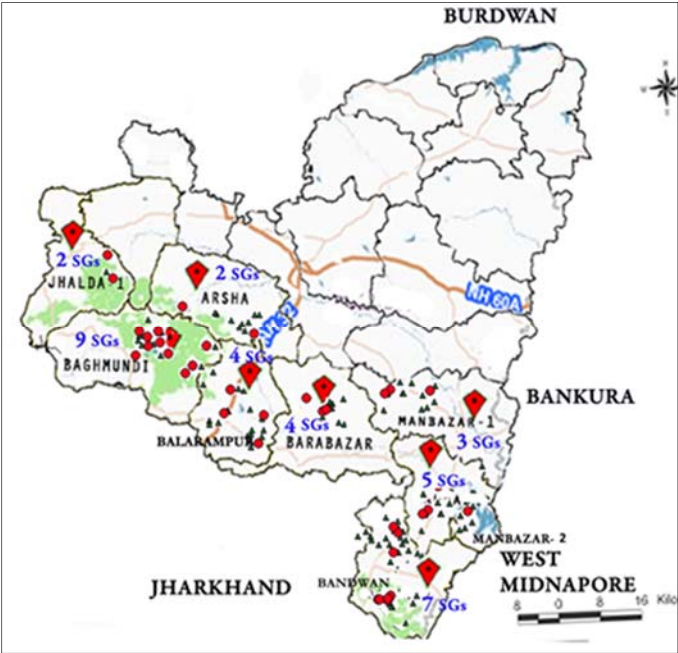 BURDWAN
N
W
2 SGs
JHALDA 1
2 SGs
ARSHA
NH 60A
9 SGs
BAGHMUNDI
4 SGs
BANKURA
MANBAZAR-1
4 SGs
BARABAZAR
BALARAMPUR
3 SGs
5 SGs
MANBAZAR- 2
WEST
MIDNAPORE
JHARKHAND
BANDWAN
7 SGs
8 0 8 16 Kilo